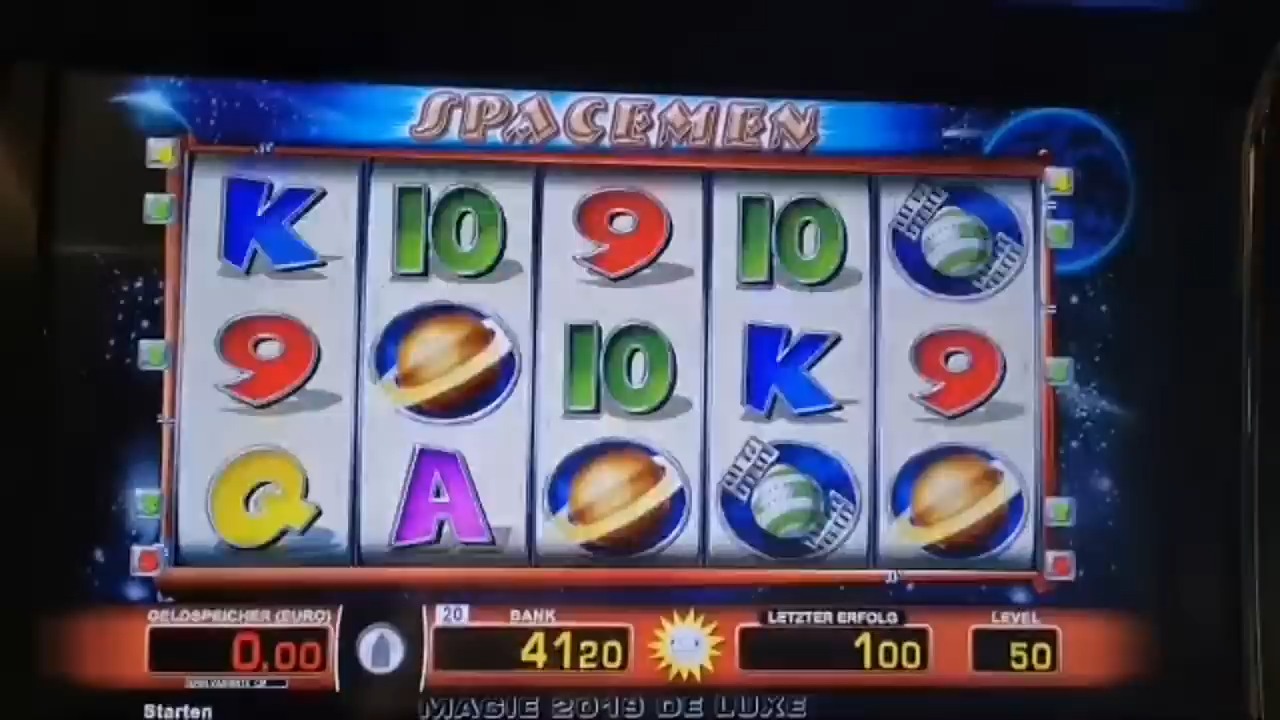 SPACEMEN
K 10 9 10
9 10 K 9
Q A
GELDSPEICHER (EURO) 20 BANK LETZTER ERFOLG LEVEL
0,00 4120 100 50
Starten MAGIE 2019 DE LUXE